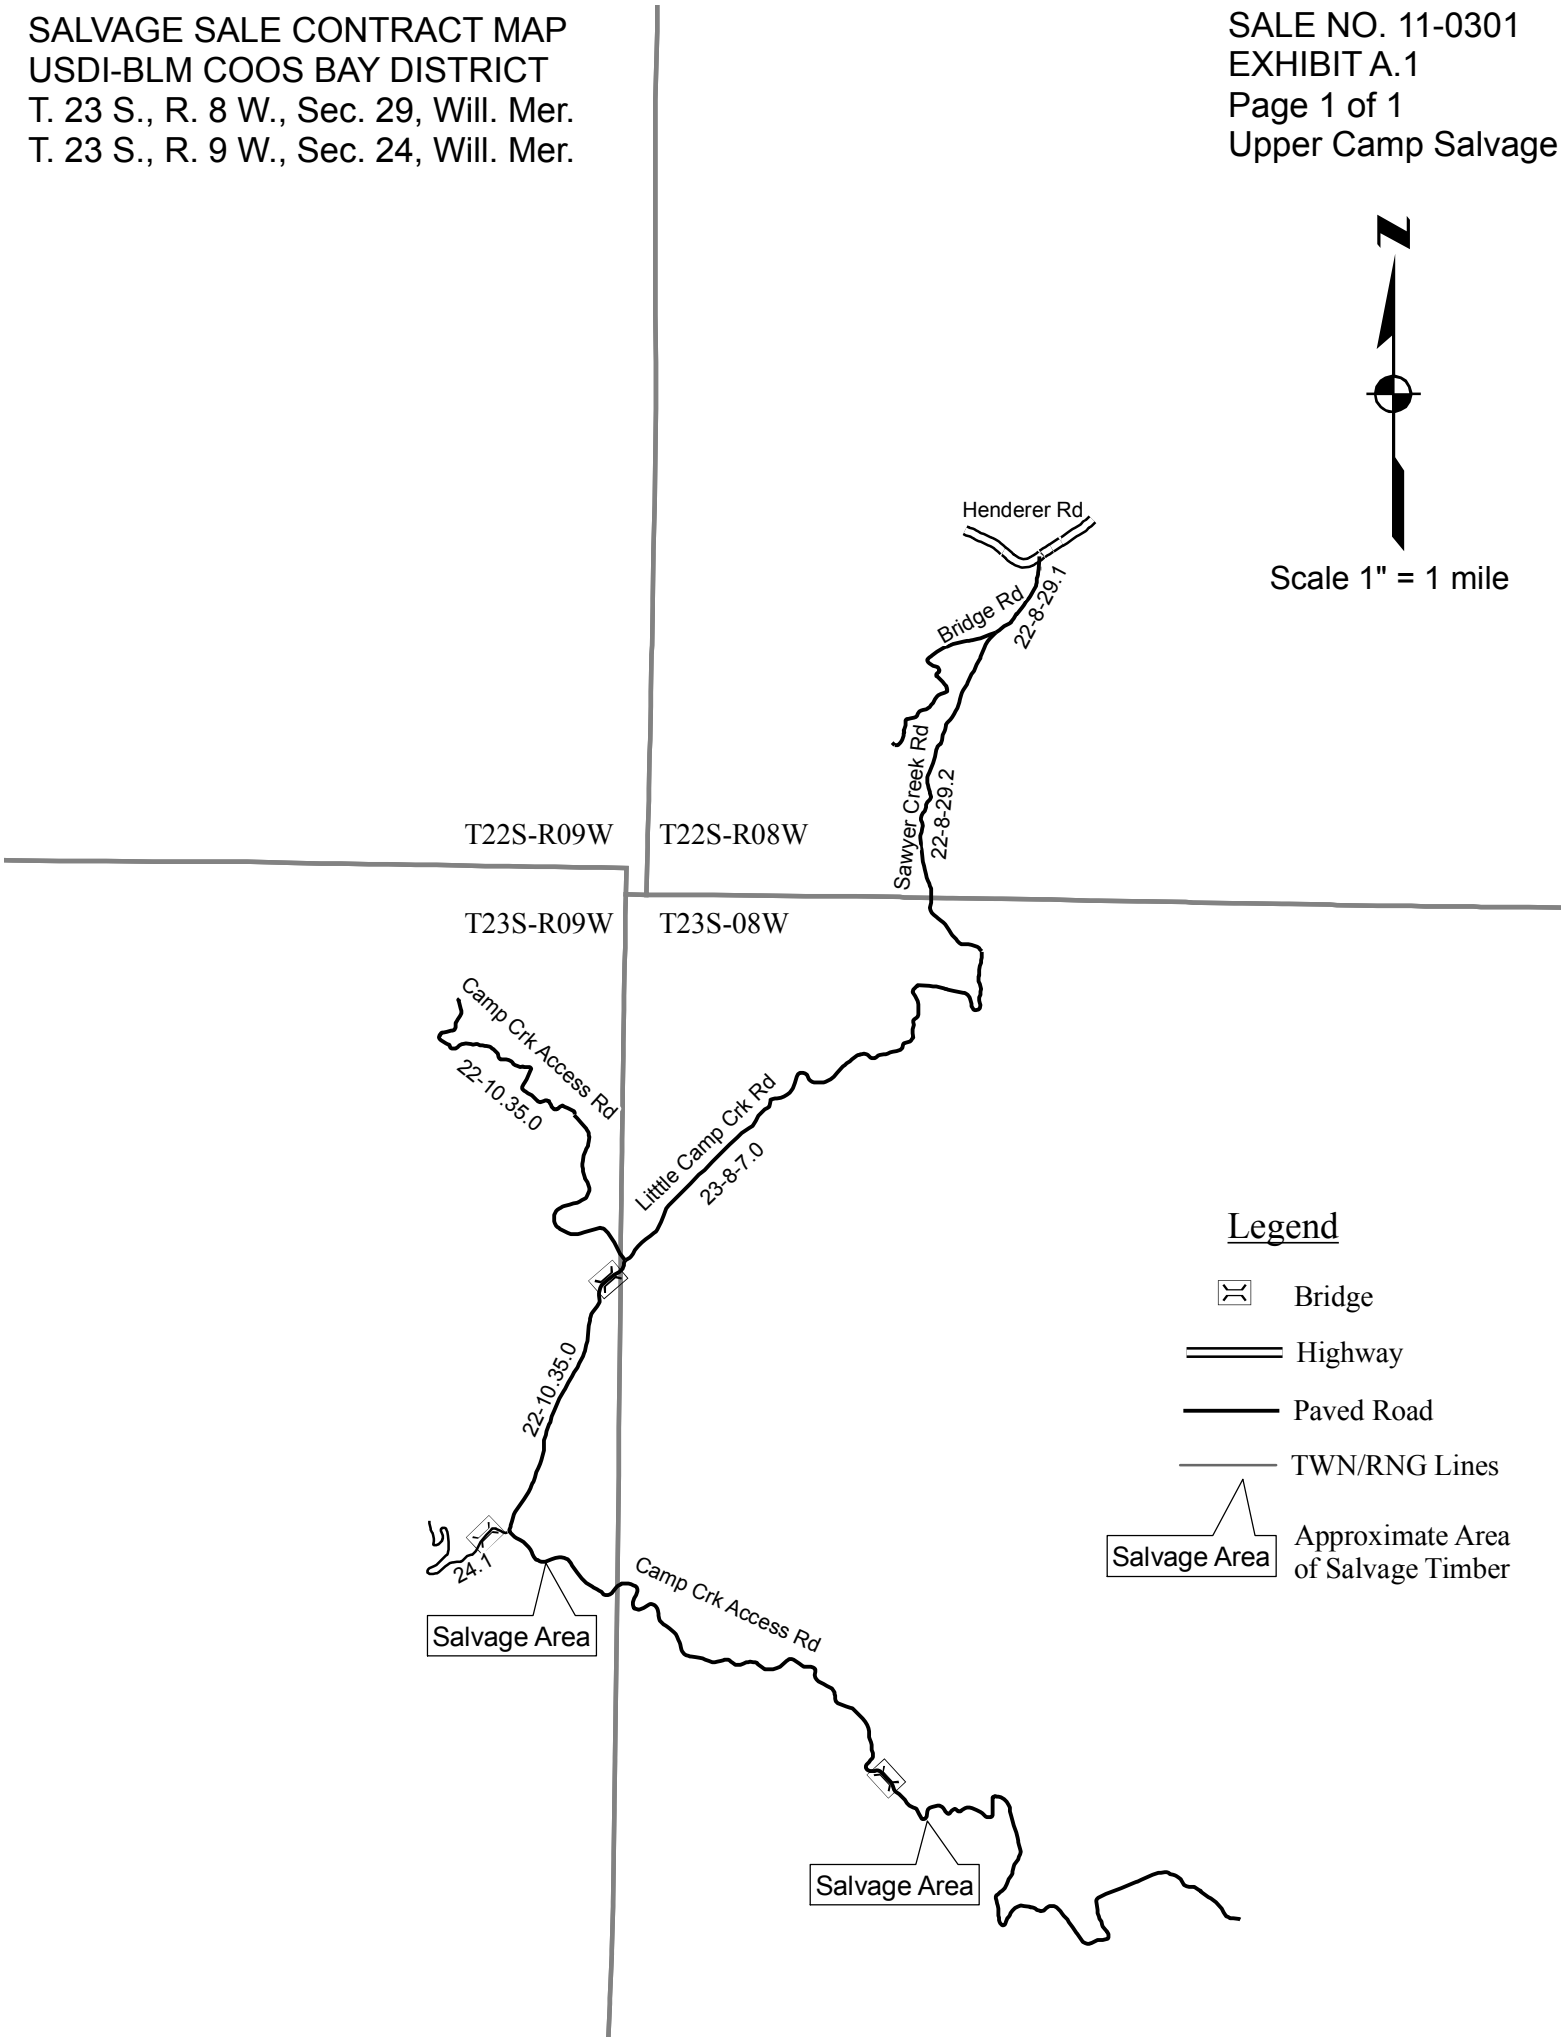 SALVAGE SALE CONTRACT MAP
USDI-BLM COOS BAY DISTRICT
T. 23 S., R. 8 W., Sec. 29, Will. Mer.
T. 23 S., R. 9 W., Sec. 24, Will. Mer.
SALE NO. 11-0301
EXHIBIT A.1
Page 1 of 1
Upper Camp Salvage
N
Scale 1" = 1 mile
Henderer Rd
Bridge Rd
22-8-29.1
Sawyer Creek Rd
22-8-29.2
T22S-R09W
T22S-R08W
T23S-R09W
T23S-08W
Camp Crk Access Rd
22-10.35.0
Litttle Camp Crk Rd
23-8-7.0
22-10.35.0
24.1
Camp Crk Access Rd
Salvage Area
Salvage Area
Legend
Bridge
Highway
Paved Road
TWN/RNG Lines
Salvage Area
Approximate Area
of Salvage Timber